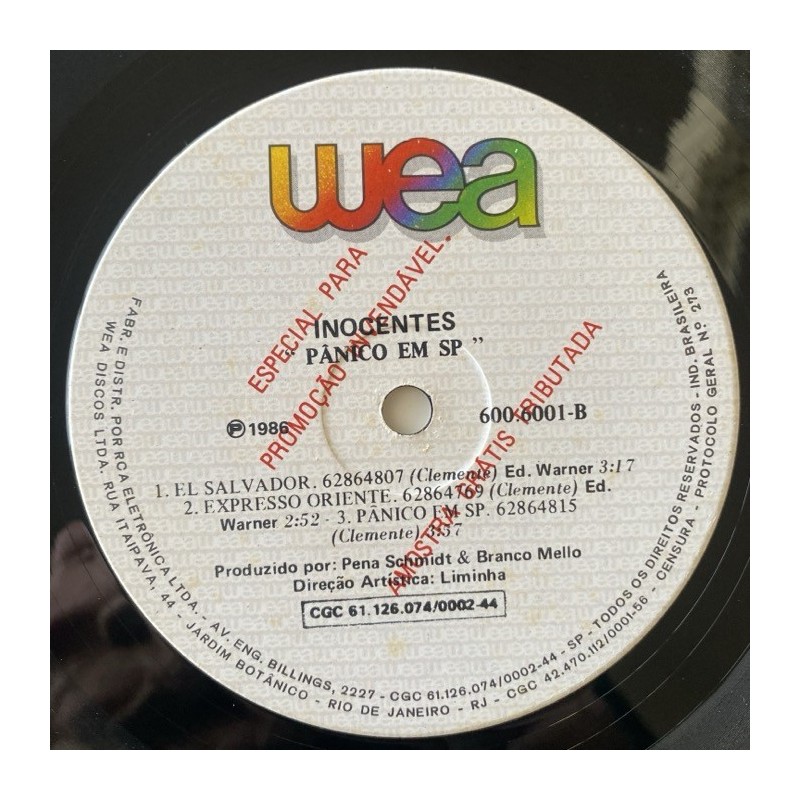 wea
ESPECIAL PARA
PROMOÇÃO INVENDÁVEL.
AMOSTRA GRÁTIS TRIBUTADA
INOCENTES
“ PÂNICO EM SP ”
Ⓟ 1986
600.6001-B
1. EL SALVADOR. 62864807 (Clemente) Ed. Warner 3:17
2. EXPRESSO ORIENTE. 62864769 (Clemente) Ed.
Warner 2:52 - 3. PÂNICO EM SP. 62864815
(Clemente) 3:57
Produzido por: Pena Schmidt & Branco Mello
Direção Artística: Liminha
CGC 61.126.074/0002-44
FABR. E DISTR. POR RCA ELETRÔNICA LTDA. - AV. ENG. BILLINGS, 2227 - CGC 61.126.074/0002-44 - SP - TODOS OS DIREITOS RESERVADOS - IND. BRASILEIRA
WEA DISCOS LTDA. RUA ITAIPAVA, 44 - JARDIM BOTÂNICO - RIO DE JANEIRO - RJ - CGC 42.470.112/0001-56 - CENSURA - PROTOCOLO GERAL Nº 273